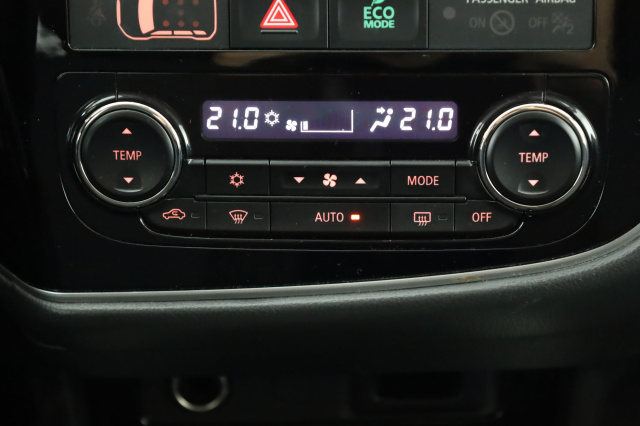 ECO
MODE
PASSENGER AIRBAG
ON OFF
21.0 21.0
TEMP
TEMP
MODE
AUTO
OFF